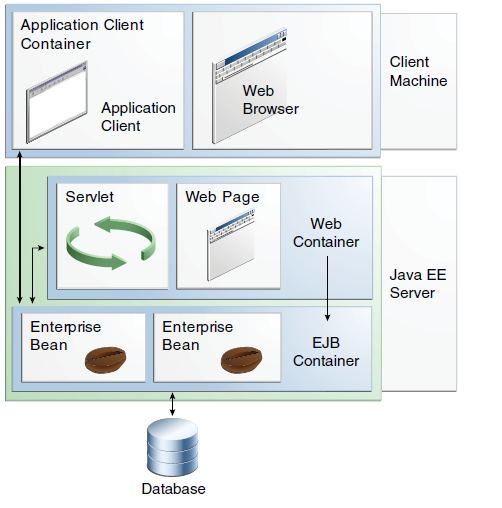 Application Client
Container
Application
Client
Web
Browser
Client
Machine
Servlet
Web Page
Web
Container
Java EE
Server
Enterprise
Bean
Enterprise
Bean
EJB
Container
Database